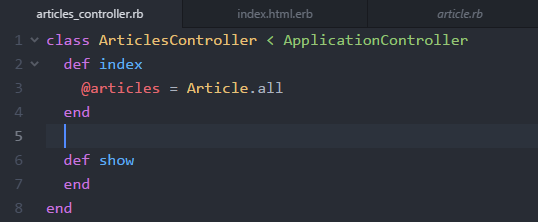 articles_controller.rb index.html.erb article.rb
1 class ArticlesController < ApplicationController
2 def index
3 @articles = Article.all
4 end
5
6 def show
7 end
8 end